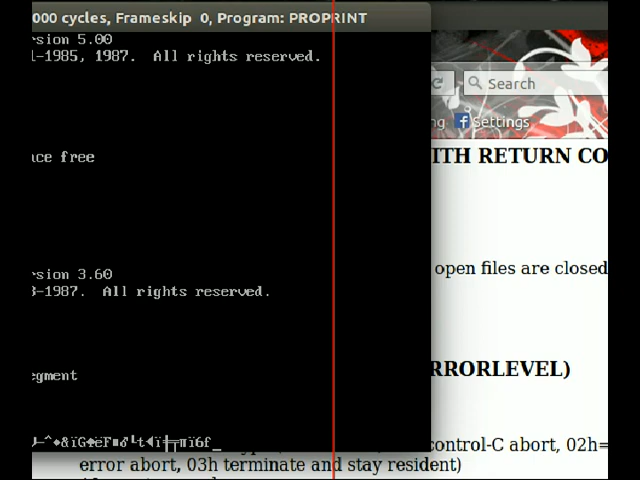 000 cycles, Frameskip 0, Program: PROPRINT
rsion 5.00
1-1985, 1987. All rights reserved.
Search
Settings
ITH RETURN CO
ace free
open files are closed
rsion 3.60
3-1987. All rights reserved.
RRORLEVEL)
egment
control-C abort, 02h=
error abort, 03h terminate and stay resident)